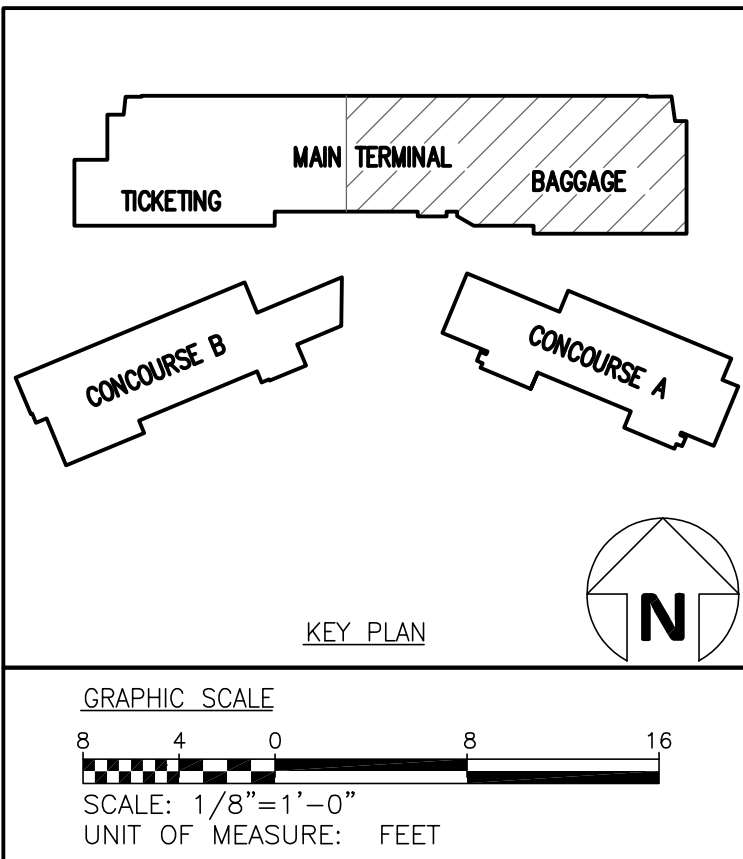 MAIN TERMINAL
BAGGAGE
TICKETING
CONCOURSE B
CONCOURSE A
N
KEY PLAN
GRAPHIC SCALE
8 4 0 8 16
SCALE: 1/8"=1'-0"
UNIT OF MEASURE: FEET